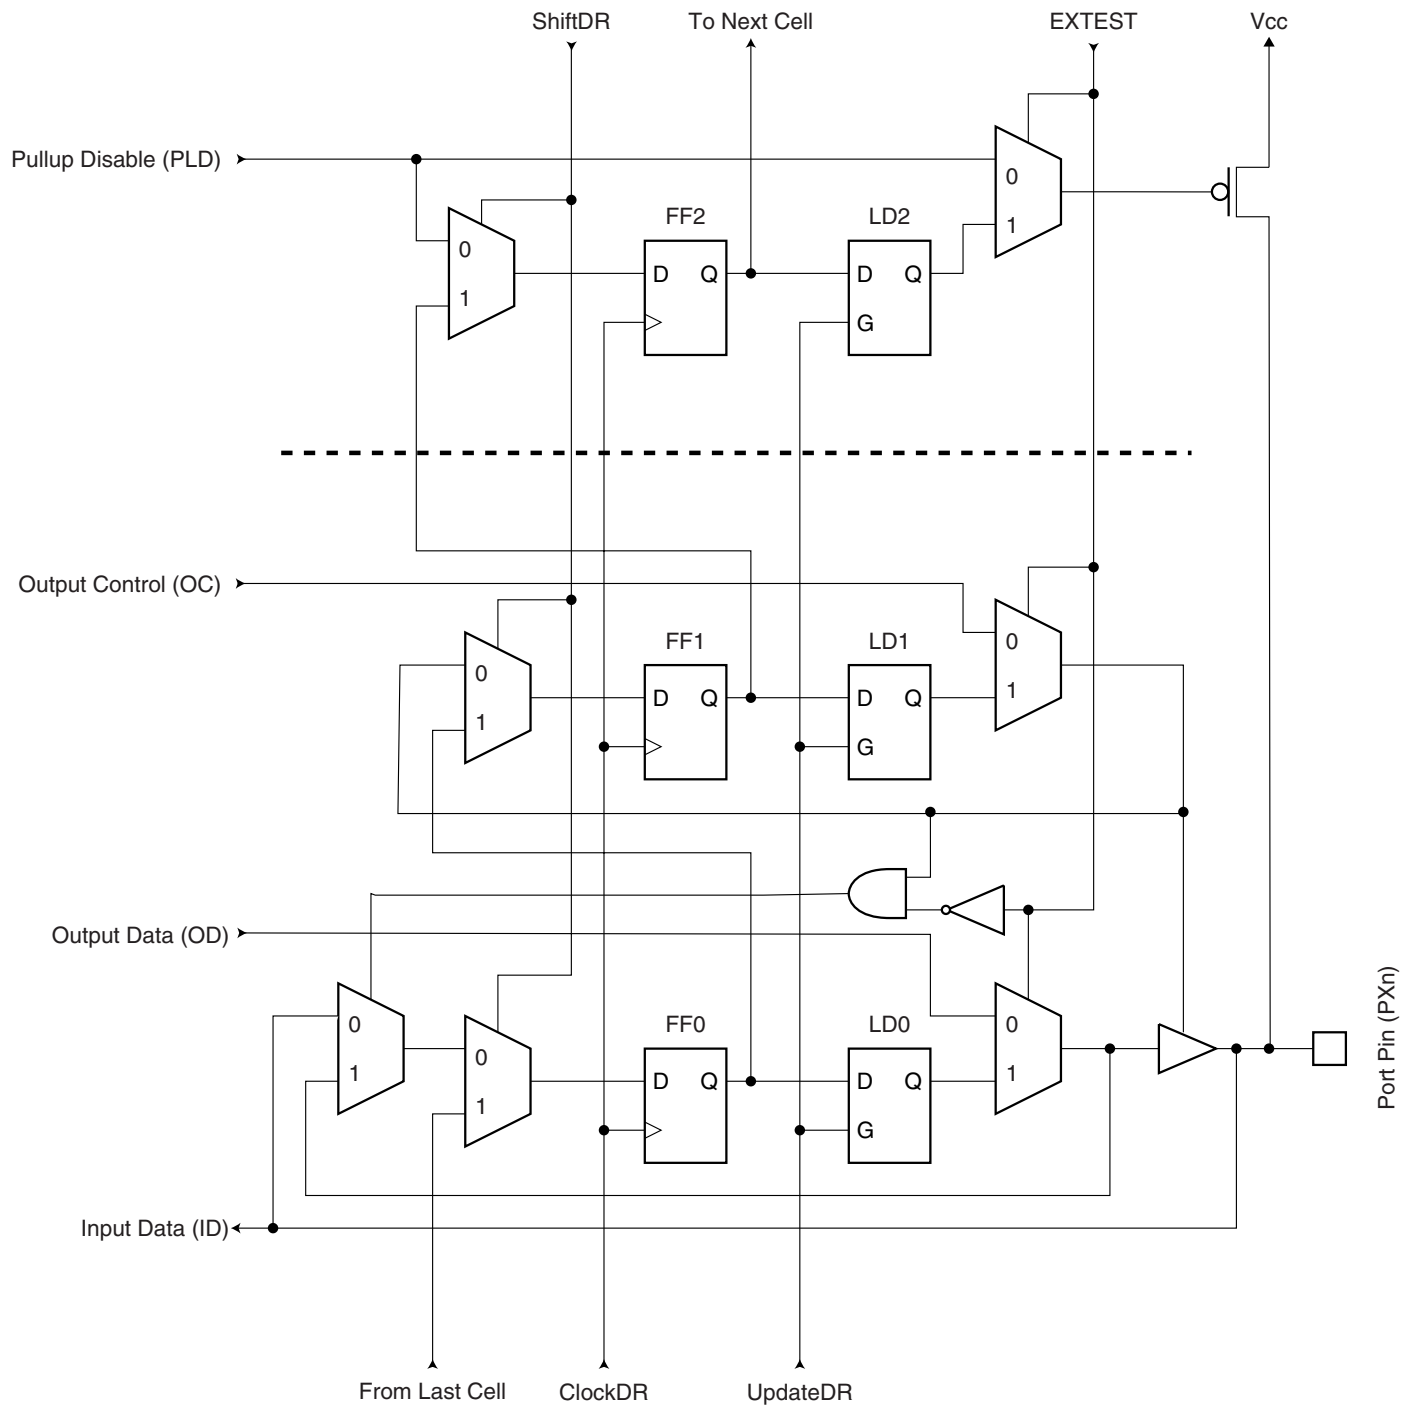 ShiftDR
To Next Cell
EXTEST
Vcc
Pullup Disable (PLD)
0
1
FF2
D
Q
LD2
D
Q
G
0
1
Output Control (OC)
0
1
FF1
D
Q
LD1
D
Q
G
0
1
Output Data (OD)
0
1
0
1
FF0
D
Q
LD0
D
Q
G
0
1
Port Pin (PXn)
Input Data (ID)
From Last Cell
ClockDR
UpdateDR